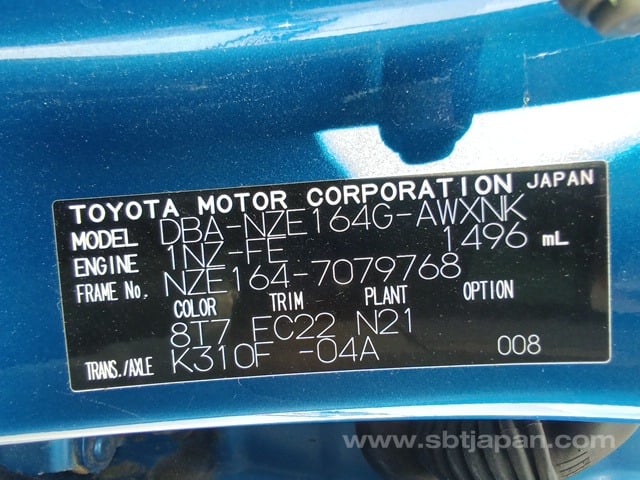 TOYOTA MOTOR CORPORATION JAPAN
MODEL DBA-NZE164G-AWXNK
ENGINE 1NZ-FE 1496 mL
FRAME No. NZE164-7079768
COLOR TRIM PLANT OPTION
8T7 FC22 N21
TRANS./AXLE K310F -04A 008
www.sbtjapan.com